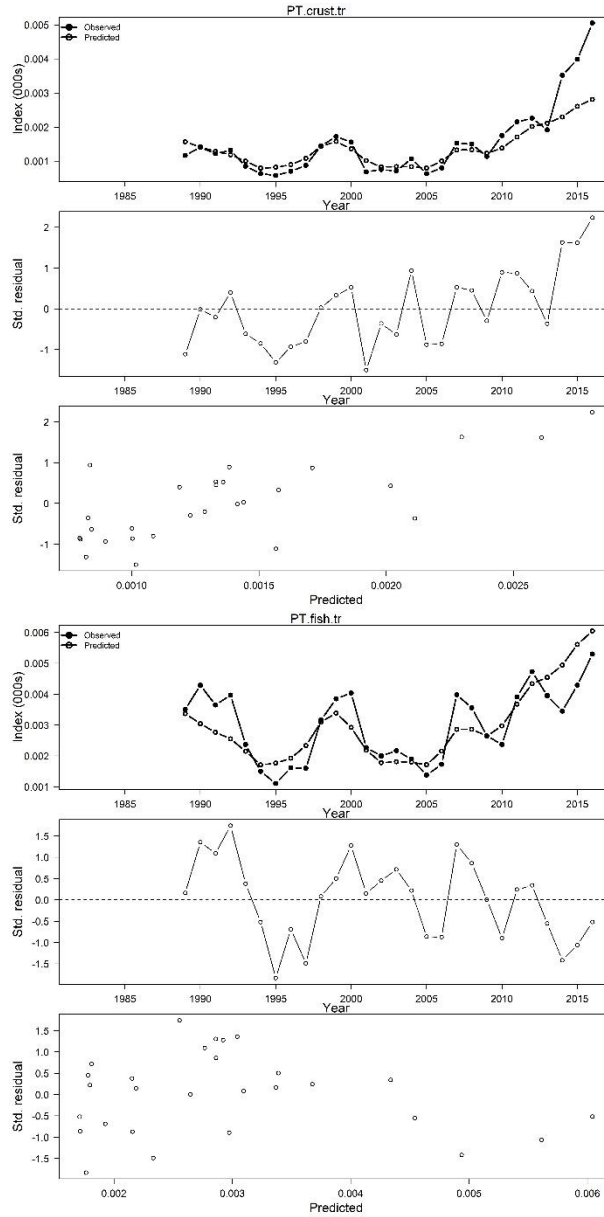 PT.crust.tr
Observed
Predicted
Index (000s)
0.005
0.004
0.003
0.002
0.001
1985 1990 1995 2000 2005 2010 2015
Year
Std. residual
2
1
0
-1
1985 1990 1995 2000 2005 2010 2015
Year
Std. residual
2
1
0
-1
0.0010 0.0015 0.0020 0.0025
Predicted
PT.fish.tr
Observed
Predicted
Index (000s)
0.006
0.005
0.004
0.003
0.002
0.001
1985 1990 1995 2000 2005 2010 2015
Year
Std. residual
1.5
1.0
0.5
0.0
-0.5
-1.0
-1.5
1985 1990 1995 2000 2005 2010 2015
Year
Std. residual
1.5
1.0
0.5
0.0
-0.5
-1.0
-1.5
0.002 0.003 0.004 0.005 0.006
Predicted